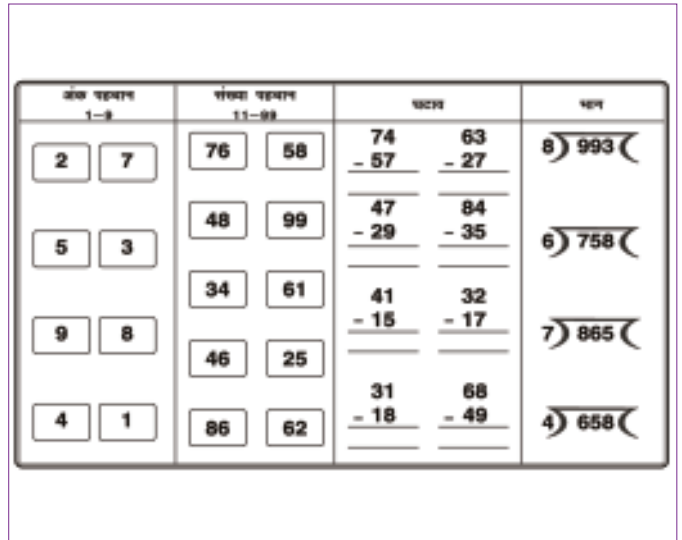 अंक पहचान
1–9
2 7
5 3
9 8
4 1
संख्या पहचान
11–99
76 58
48 99
34 61
46 25
86 62
घटाव
74 63
- 57 - 27
47 84
- 29 - 35
41 32
- 15 - 17
31 68
- 18 - 49
भाग
8) 993 (
6) 758 (
7) 865 (
4) 658 (